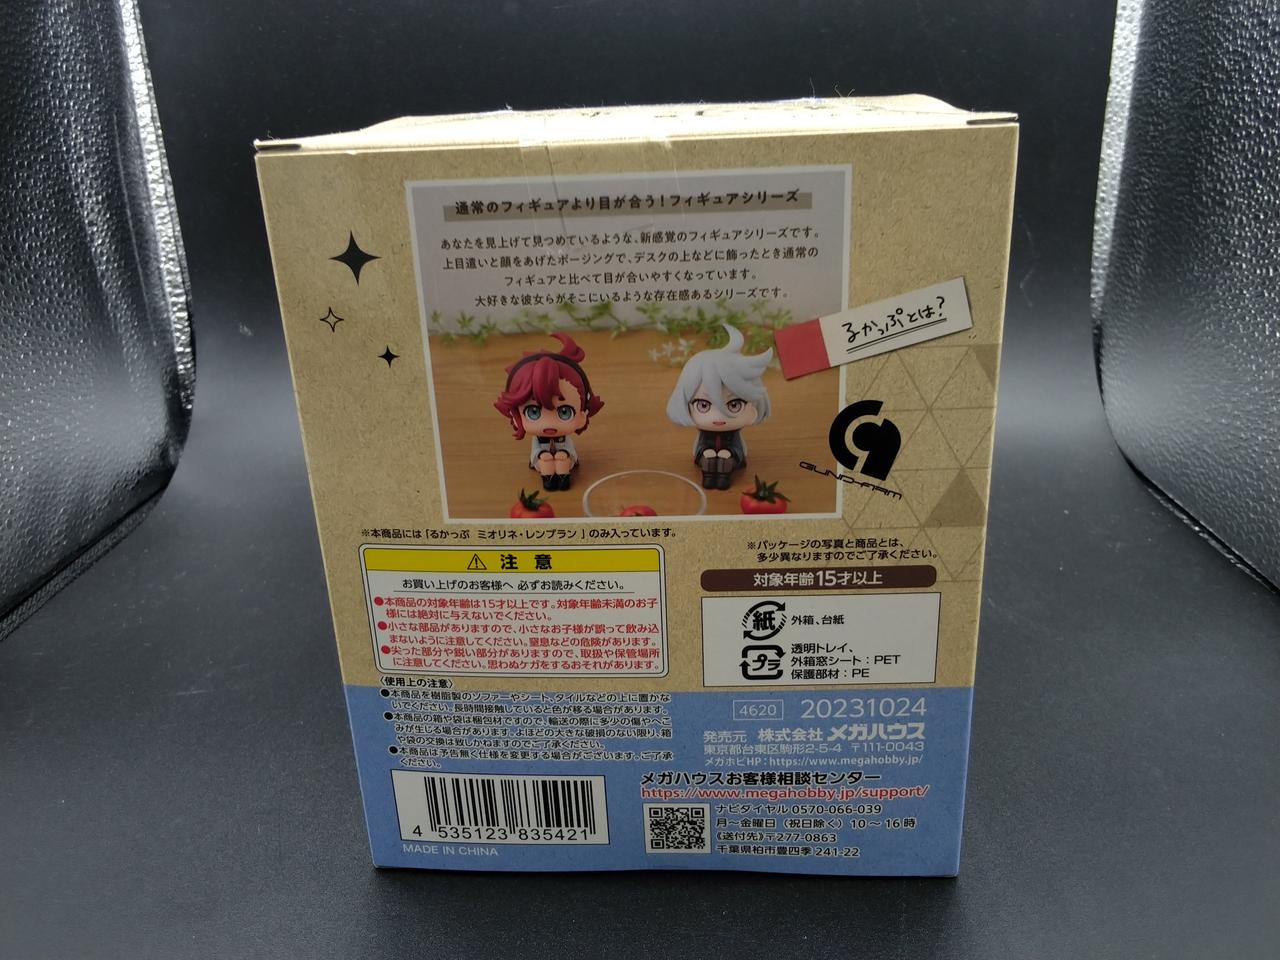 通常のフィギュアより目が合う！フィギュアシリーズ
あなたを見上げて見つめているような、新感覚のフィギュアシリーズです。
上目遣いと顔をあげたポージングで、デスクの上などに飾ったとき通常の
フィギュアと比べて目が合いやすくなっています。
大好きな彼女らがそこにいるような存在感あるシリーズです。
るかっぷとは？
GUND-ARM
※本商品には「るかっぷ ミオリネ・レンブラン 」のみ入っています。
※パッケージの写真と商品とは、
多少異なりますのでご了承ください。
注 意
お買い上げのお客様へ 必ずお読みください。
●本商品の対象年齢は15才以上です。対象年齢未満のお子
様には絶対に与えないでください。
●小さな部品がありますので、小さなお子様が誤って飲み込
まないように注意してください。窒息などの危険があります。
●尖った部分や鋭い部分がありますので、取扱や保管場所
に注意してください。思わぬケガをするおそれがあります。
対象年齢15才以上
紙 外箱、台紙
プラ 透明トレイ、
外箱窓シート：PET
保護部材：PE
〈使用上の注意〉
●本商品を樹脂製のソファーやシート、タイルなどの上に置かな
いでください。長時間接触していると色が移る場合があります。
●本商品の箱や袋は梱包材ですので、輸送の際に多少の傷やへこ
みが生じる場合があります。よほどの大きな破損のない限り、箱
や袋の交換は致しかねますのでご了承ください。
●本商品は予告無く仕様を変更する場合がございます。ご了承
ください。
4620 20231024
発売元 株式会社メガハウス
東京都台東区駒形2-5-4 〒111-0043
メガホビHP：https://www.megahobby.jp/
メガハウスお客様相談センター
https://www.megahobby.jp/support/
ナビダイヤル 0570-066-039
月〜金曜日（祝日除く）10〜16時
《送付先》〒277-0863
千葉県柏市豊四季241-22
4 535123 835421
MADE IN CHINA